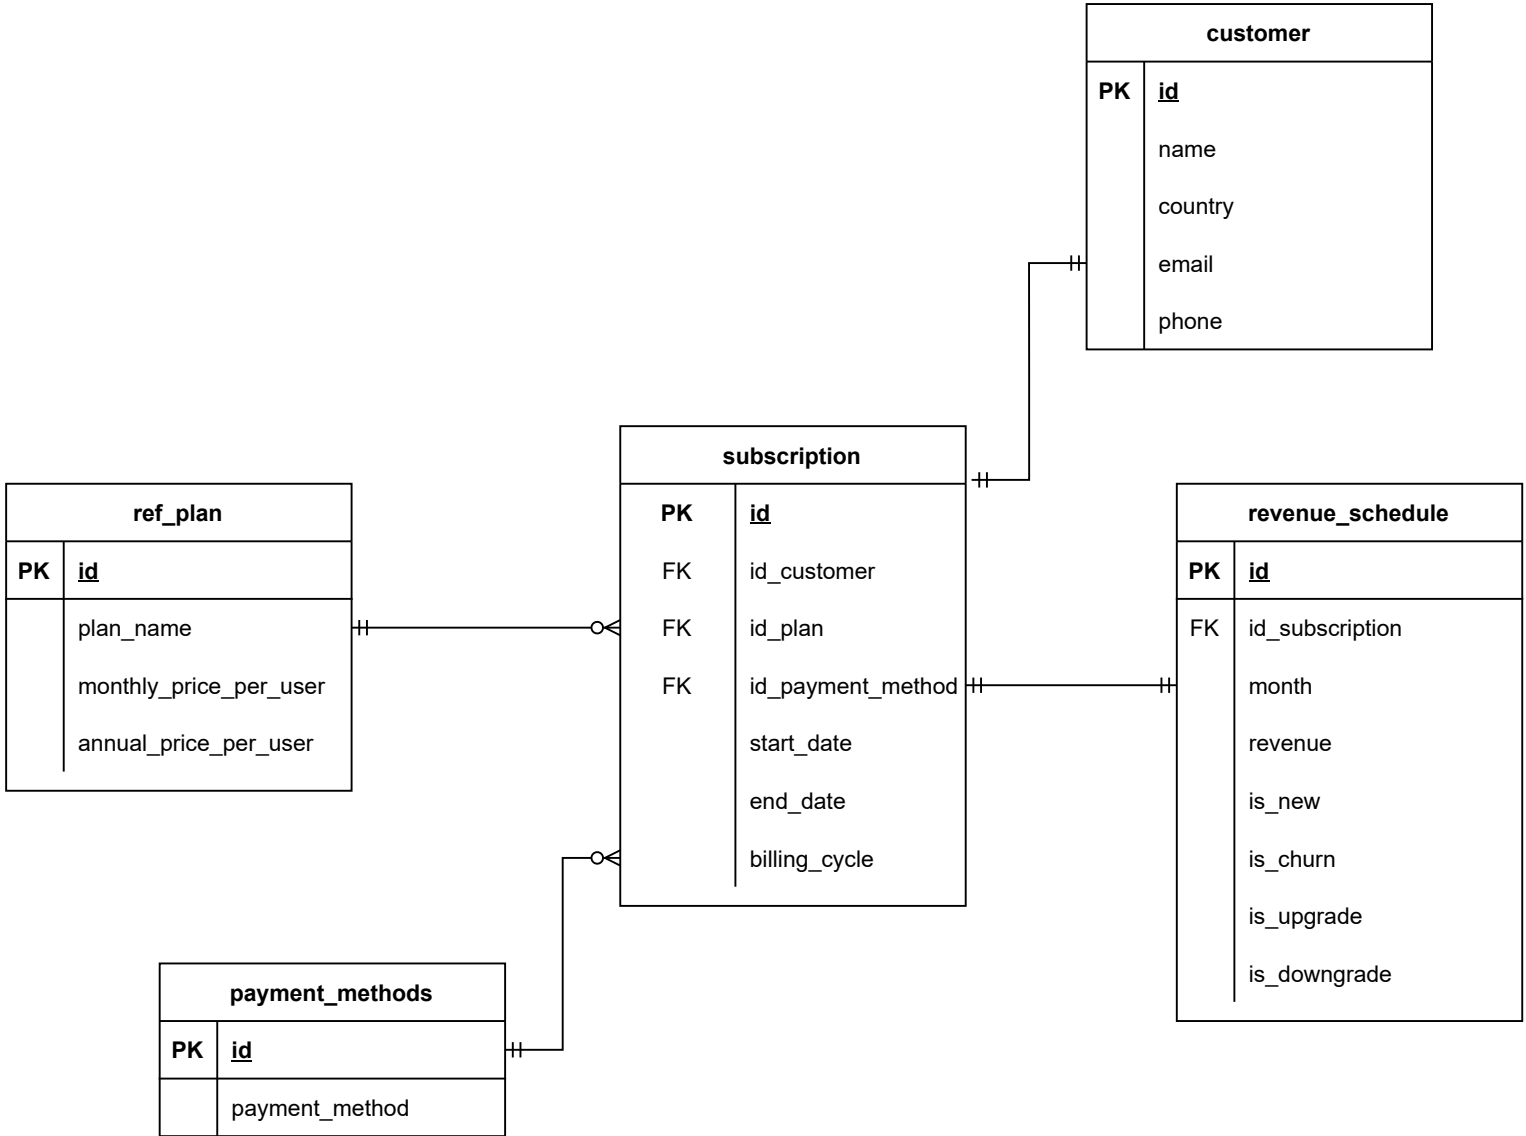 customer
PK id
name
country
email
phone
subscription
PK id
FK id_customer
FK id_plan
FK id_payment_method
start_date
end_date
billing_cycle
ref_plan
PK id
plan_name
monthly_price_per_user
annual_price_per_user
revenue_schedule
PK id
FK id_subscription
month
revenue
is_new
is_churn
is_upgrade
is_downgrade
payment_methods
PK id
payment_method